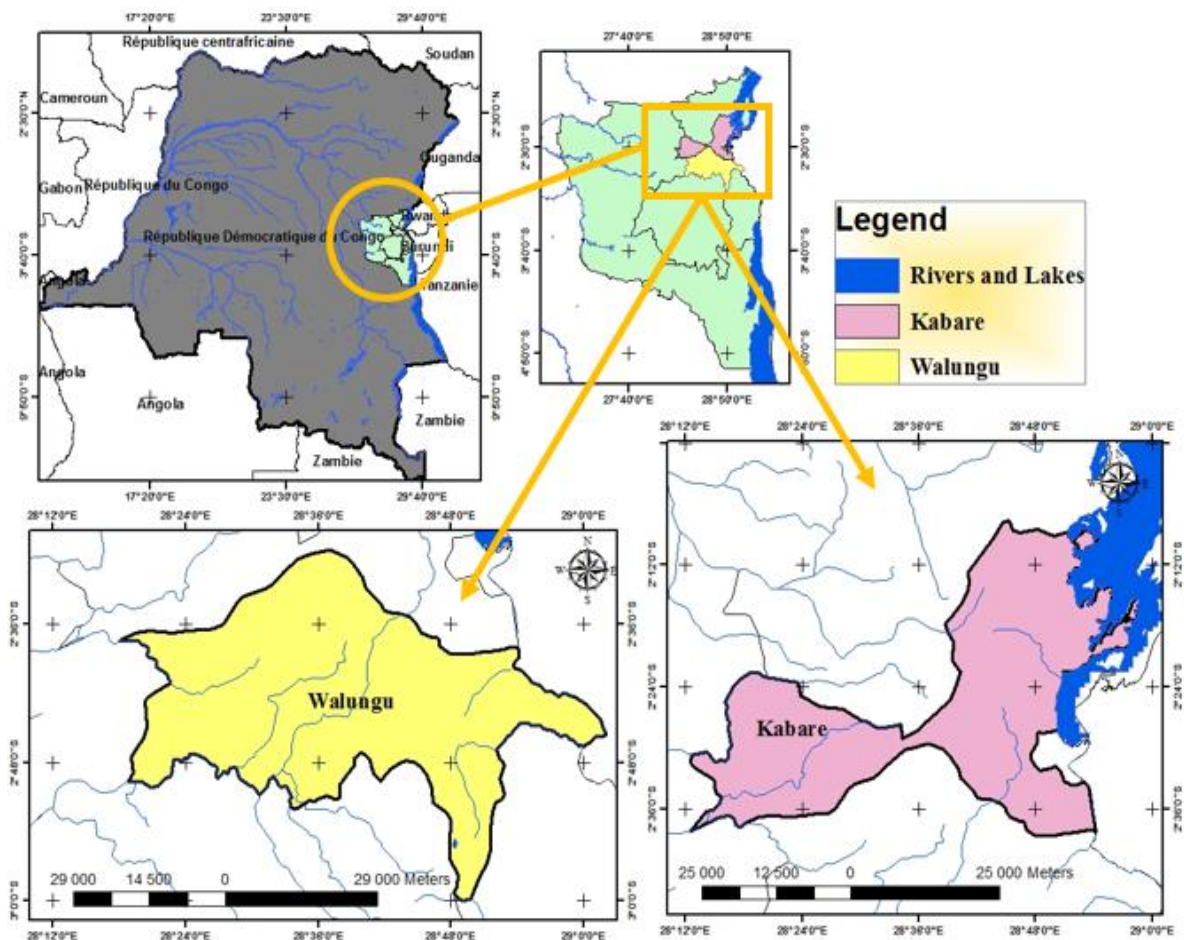 17°20'0"E 23°30'0"E 29°40'0"E
République centrafricaine
Soudan
Cameroun
2°30'0"N
2°30'0"N
Ouganda
Gabon
République du Congo
Rwand
République Démocratique du Congo
Burundi
3°40'0"S
3°40'0"S
Angola
Tanzanie
Angola
9°50'0"S
9°50'0"S
Angola
Zambie
Zambie
17°20'0"E 23°30'0"E 29°40'0"E
27°40'0"E 28°50'0"E
2°30'0"S
2°30'0"S
3°40'0"S
3°40'0"S
4°50'0"S
4°50'0"S
27°40'0"E 28°50'0"E
Legend
Rivers and Lakes
Kabare
Walungu
28°12'0"E 28°24'0"E 28°36'0"E 28°48'0"E 29°0'0"E
N
W E
S
2°36'0"S
2°36'0"S
Walungu
2°48'0"S
2°48'0"S
29 000 14 500 0 29 000 Meters
3°0'0"S
3°0'0"S
28°12'0"E 28°24'0"E 28°36'0"E 28°48'0"E 29°0'0"E
28°12'0"E 28°24'0"E 28°36'0"E 28°48'0"E 29°0'0"E
W E
S
2°12'0"S
2°12'0"S
2°24'0"S
2°24'0"S
Kabare
2°36'0"S
2°36'0"S
25 000 12 500 0 25 000 Meters
28°12'0"E 28°24'0"E 28°36'0"E 28°48'0"E 29°0'0"E